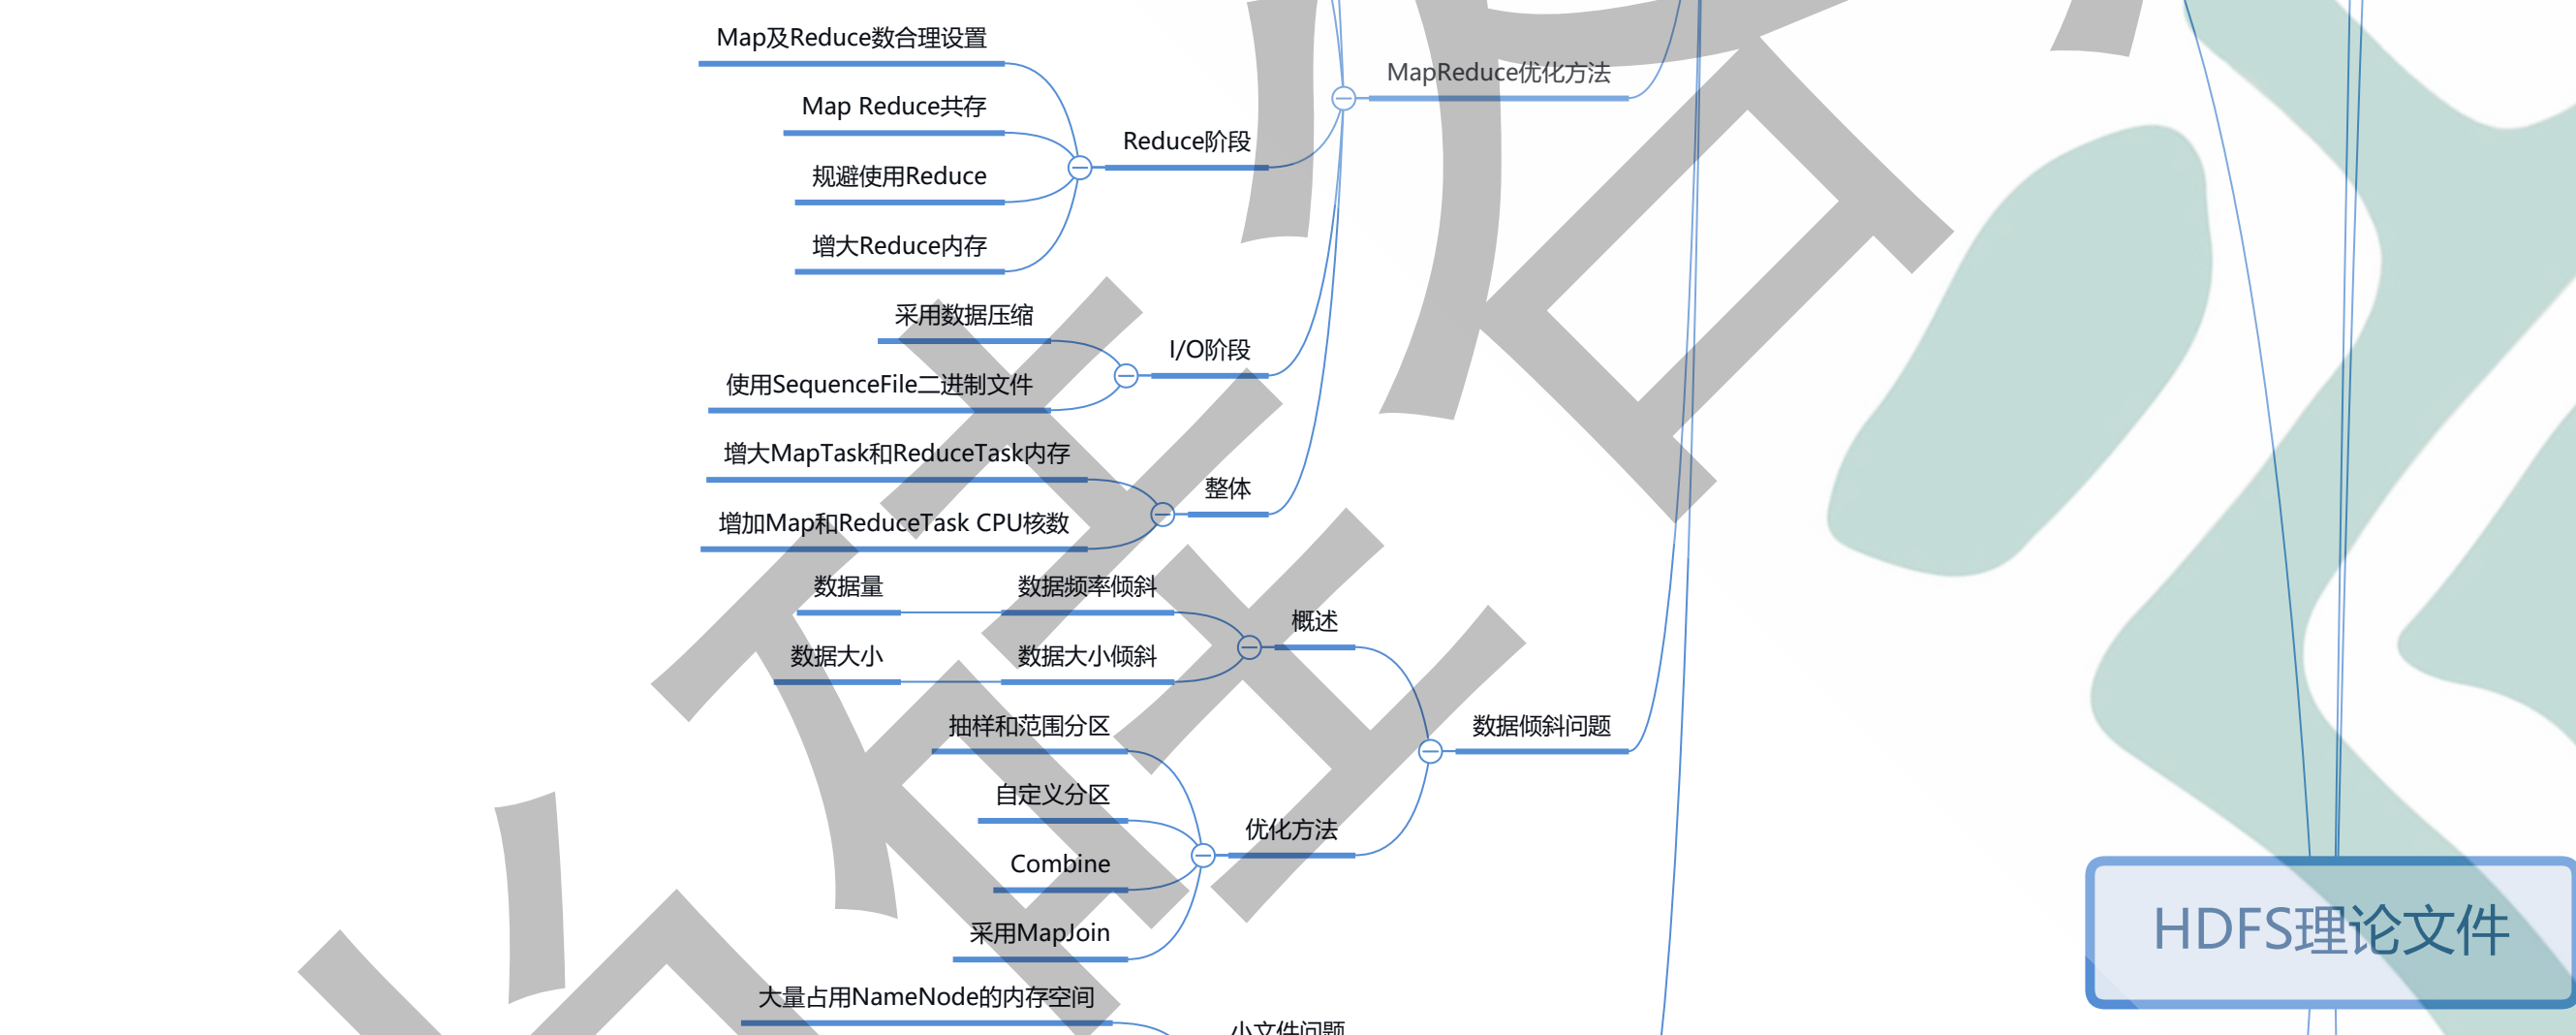 Map及Reduce数合理设置
MapReduce优化方法
Map Reduce共存
Reduce阶段
规避使用Reduce
增大Reduce内存
采用数据压缩
I/O阶段
使用SequenceFile二进制文件
增大MapTask和ReduceTask内存
整体
增加Map和ReduceTask CPU核数
数据量
数据频率倾斜
概述
数据大小
数据大小倾斜
抽样和范围分区
数据倾斜问题
自定义分区
优化方法
Combine
采用MapJoin
HDFS理论文件
大量占用NameNode的内存空间
小文件问题